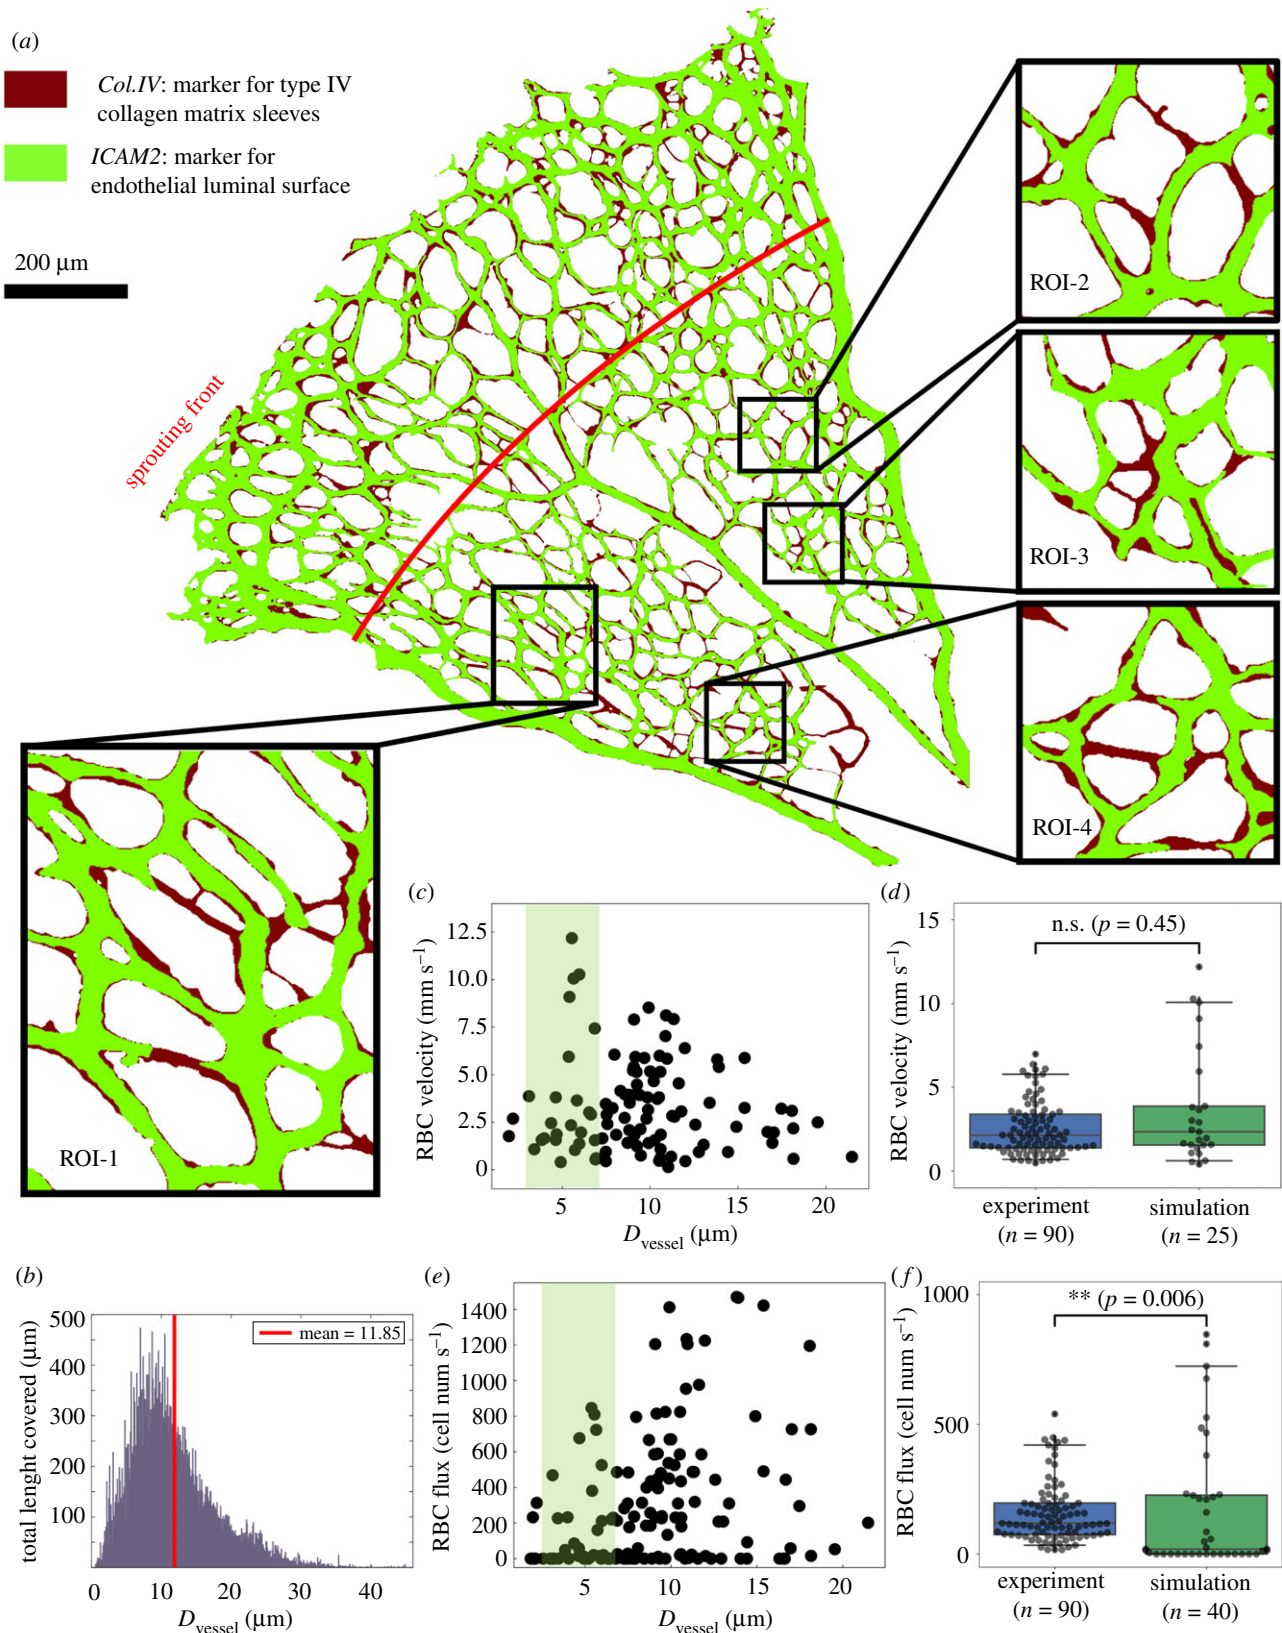 (a)
Col.IV: marker for type IV
collagen matrix sleeves
ICAM2: marker for
endothelial luminal surface
200 μm
sprouting front
ROI-2
ROI-3
ROI-4
ROI-1
(c)
RBC velocity (mm s⁻¹)
12.5
10.0
7.5
5.0
2.5
0
5
10
15
20
D_vessel (μm)
(d)
RBC velocity (mm s⁻¹)
15
10
5
0
n.s. (p = 0.45)
experiment
(n = 90)
simulation
(n = 25)
(b)
total lenght covered (μm)
500
400
300
200
100
mean = 11.85
0
10
20
30
40
D_vessel (μm)
(e)
RBC flux (cell num s⁻¹)
1400
1200
1000
800
600
400
200
0
5
10
15
20
D_vessel (μm)
(f)
RBC flux (cell num s⁻¹)
1000
500
0
** (p = 0.006)
experiment
(n = 90)
simulation
(n = 40)